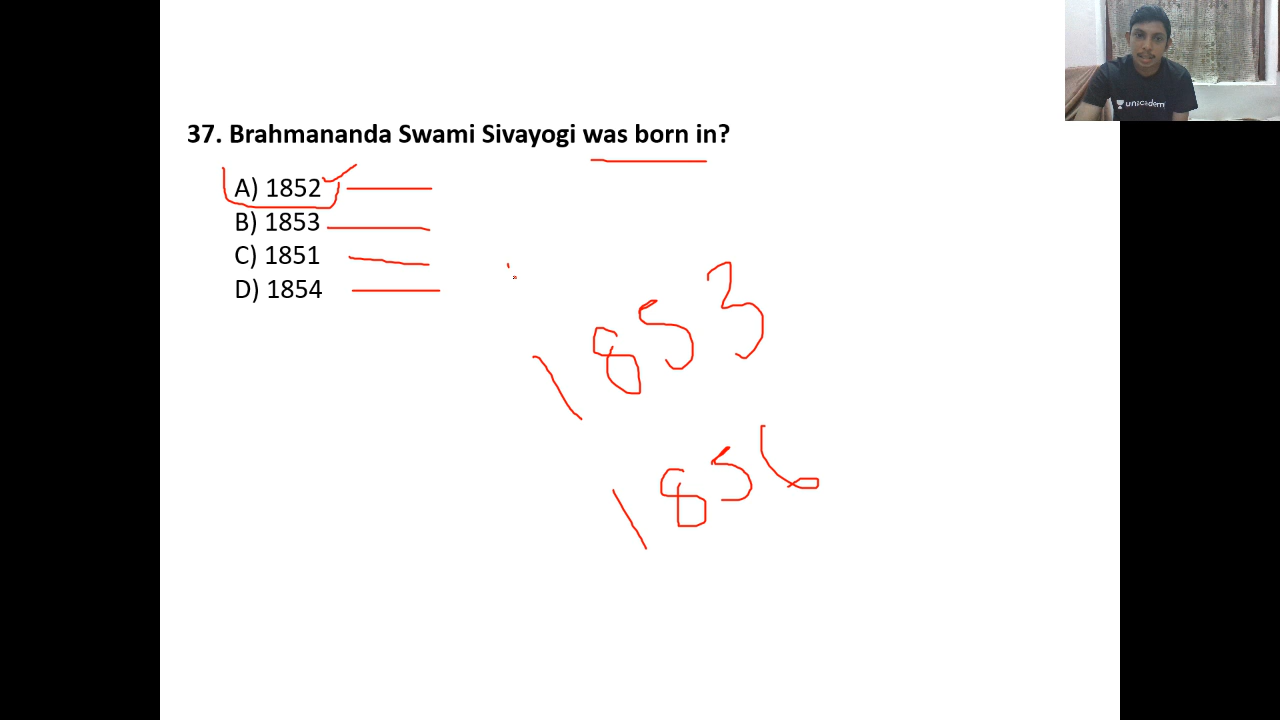 unacademy
37. Brahmananda Swami Sivayogi was born in?
A) 1852
B) 1853
C) 1851
D) 1854
1853
1856